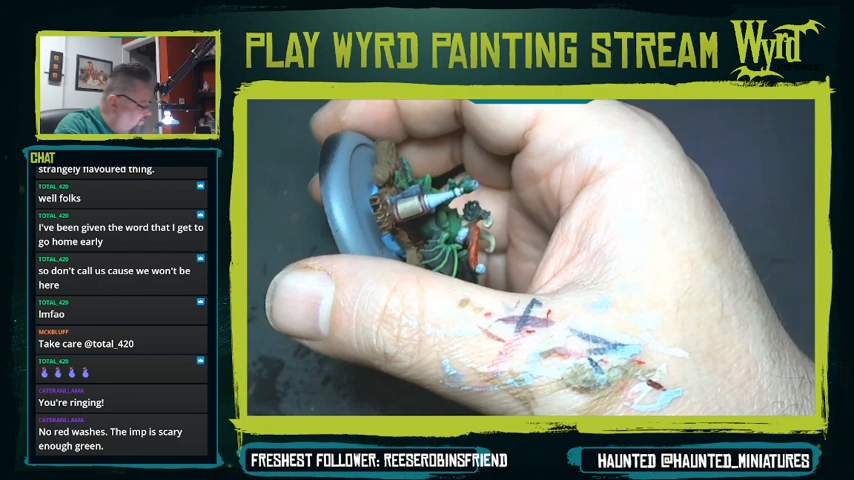 PLAY WYRD PAINTING STREAM
Wyrd
CHAT
strangely flavoured thing.
TOTAL_420
well folks
TOTAL_420
I've been given the word that I get to
go home early
TOTAL_420
so don't call us cause we won't be
here
TOTAL_420
lmfao
MCKBLUFF
Take care @total_420
TOTAL_420
You're ringing!
No red washes. The imp is scary
enough green.
FRESHEST FOLLOWER: REESEROBINSFRIEND
HAUNTED @HAUNTED_MINIATURES